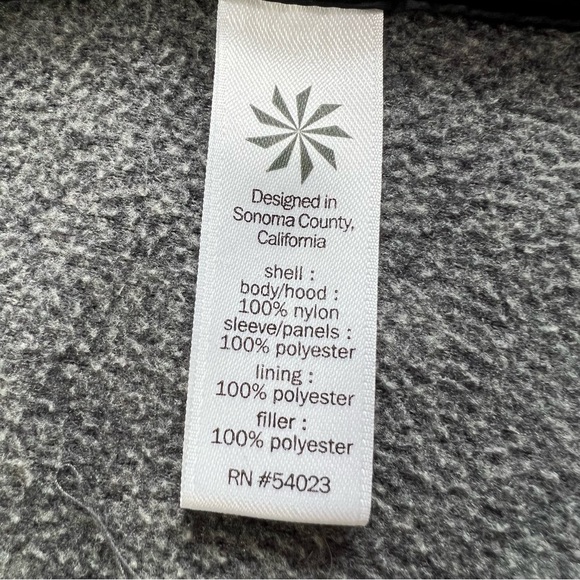 Designed in
Sonoma County,
California
shell :
body/hood :
100% nylon
sleeve/panels :
100% polyester
lining :
100% polyester
filler :
100% polyester
RN #54023